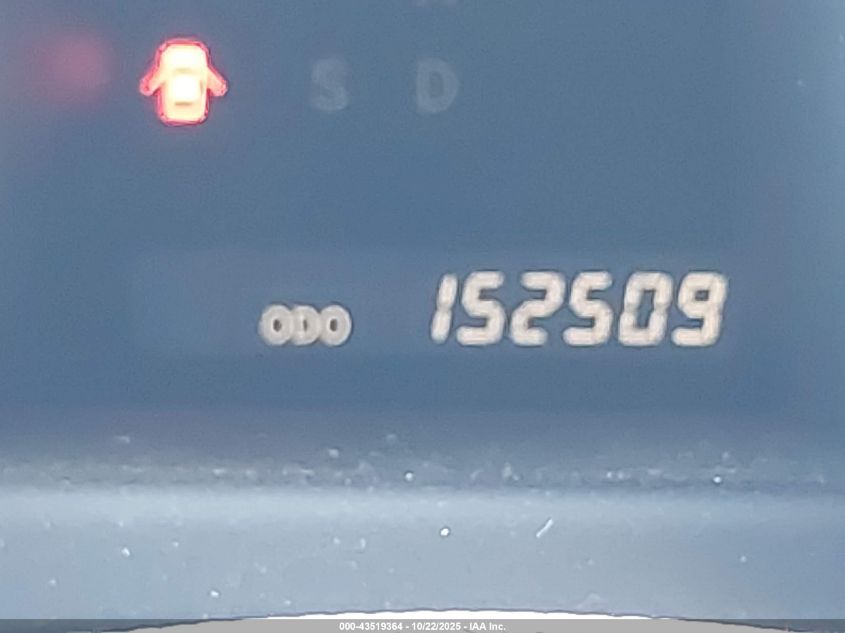 S D
ODO 152509
000-43519364 - 10/22/2025 - IAA Inc.